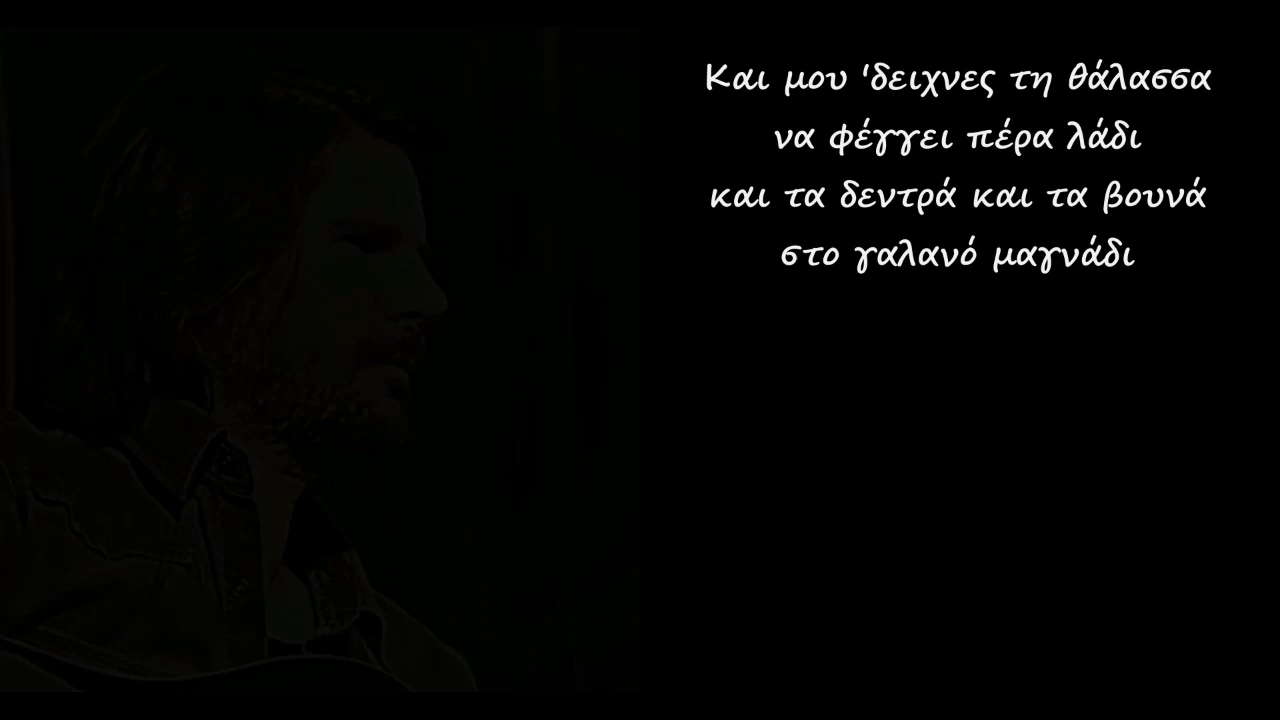 Και μου 'δειχνες τη θάλασσα
να φέγγει πέρα λάδι
και τα δεντρά και τα βουνά
στο γαλανό μαγνάδι